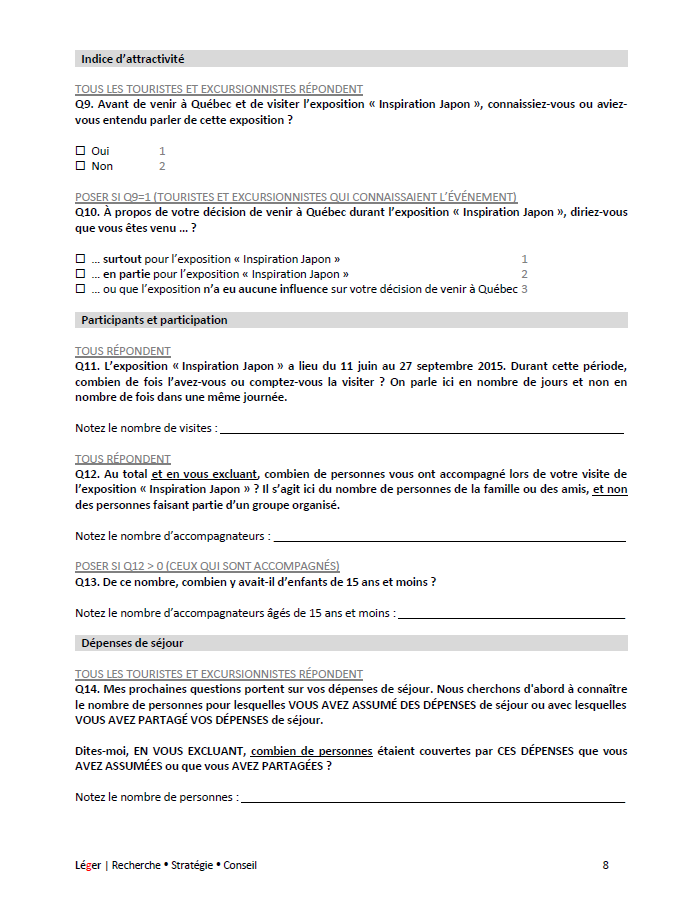 Indice d’attractivité
TOUS LES TOURISTES ET EXCURSIONNISTES RÉPONDENT
Q9. Avant de venir à Québec et de visiter l’exposition « Inspiration Japon », connaissiez-vous ou aviez-
vous entendu parler de cette exposition ?
☐ Oui 1
☐ Non 2
POSER SI Q9=1 (TOURISTES ET EXCURSIONNISTES QUI CONNAISSAIENT L’ÉVÉNEMENT)
Q10. À propos de votre décision de venir à Québec durant l’exposition « Inspiration Japon », diriez-vous
que vous êtes venu ... ?
☐ ... surtout pour l’exposition « Inspiration Japon » 1
☐ ... en partie pour l’exposition « Inspiration Japon » 2
☐ ... ou que l’exposition n’a eu aucune influence sur votre décision de venir à Québec 3
Participants et participation
TOUS RÉPONDENT
Q11. L’exposition « Inspiration Japon » a lieu du 11 juin au 27 septembre 2015. Durant cette période,
combien de fois l’avez-vous ou comptez-vous la visiter ? On parle ici en nombre de jours et non en
nombre de fois dans une même journée.
Notez le nombre de visites : ____
TOUS RÉPONDENT
Q12. Au total et en vous excluant, combien de personnes vous ont accompagné lors de votre visite de
l’exposition « Inspiration Japon » ? Il s’agit ici du nombre de personnes de la famille ou des amis, et non
des personnes faisant partie d’un groupe organisé.
Notez le nombre d’accompagnateurs : ____
POSER SI Q12 > 0 (CEUX QUI SONT ACCOMPAGNÉS)
Q13. De ce nombre, combien y avait-il d’enfants de 15 ans et moins ?
Notez le nombre d’accompagnateurs âgés de 15 ans et moins : ____
Dépenses de séjour
TOUS LES TOURISTES ET EXCURSIONNISTES RÉPONDENT
Q14. Mes prochaines questions portent sur vos dépenses de séjour. Nous cherchons d'abord à connaître
le nombre de personnes pour lesquelles VOUS AVEZ ASSUMÉ DES DÉPENSES de séjour ou avec lesquelles
VOUS AVEZ PARTAGÉ VOS DÉPENSES de séjour.
Dites-moi, EN VOUS EXCLUANT, combien de personnes étaient couvertes par CES DÉPENSES que vous
AVEZ ASSUMÉES ou que vous AVEZ PARTAGÉES ?
Notez le nombre de personnes : ____
Léger | Recherche • Stratégie • Conseil 8